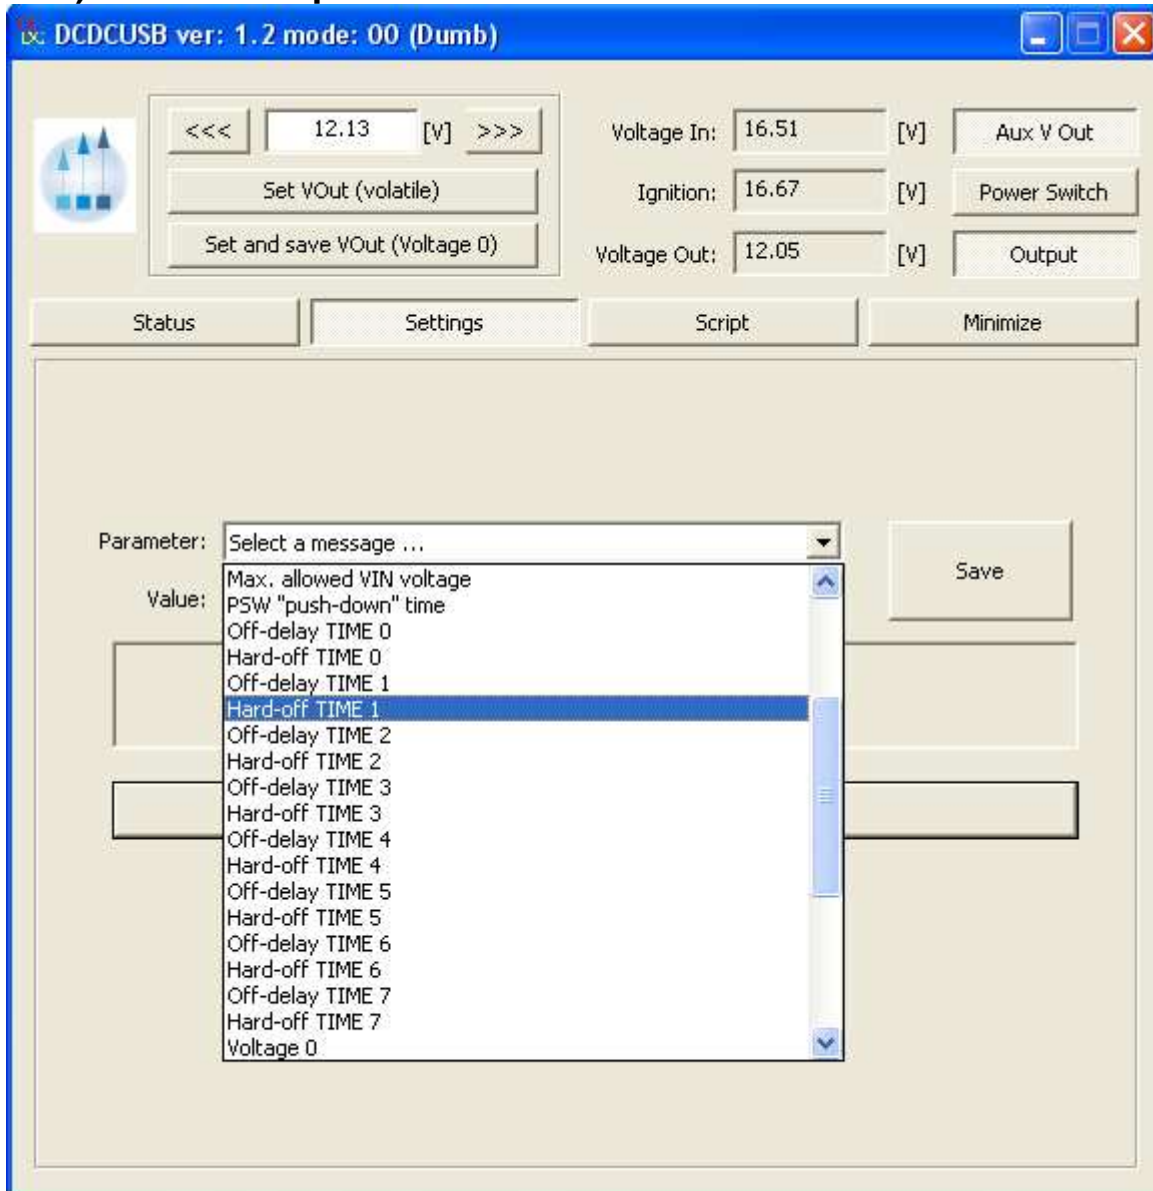 DCDCUSB ver: 1.2 mode: 00 (Dumb)
<<< 12.13 [V] >>>
Set VOut (volatile)
Set and save VOut (Voltage 0)
Voltage In: 16.51 [V] Aux V Out
Ignition: 16.67 [V] Power Switch
Voltage Out: 12.05 [V] Output
Status Settings Script Minimize
Parameter: Select a message ...
Save
Value:
Max. allowed VIN voltage
PSW "push-down" time
Off-delay TIME 0
Hard-off TIME 0
Off-delay TIME 1
Hard-off TIME 1
Off-delay TIME 2
Hard-off TIME 2
Off-delay TIME 3
Hard-off TIME 3
Off-delay TIME 4
Hard-off TIME 4
Off-delay TIME 5
Hard-off TIME 5
Off-delay TIME 6
Hard-off TIME 6
Off-delay TIME 7
Hard-off TIME 7
Voltage 0